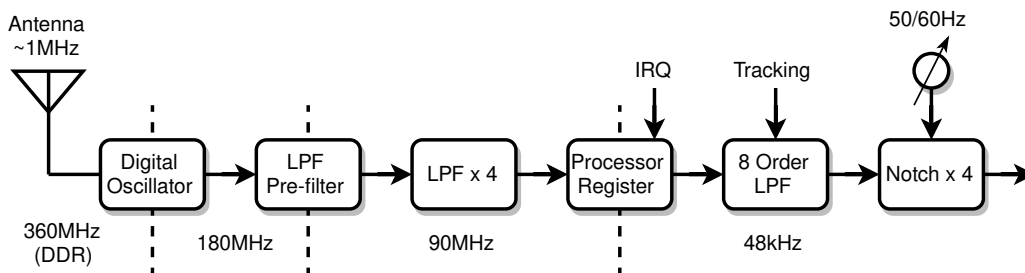 Antenna
~1MHz
50/60Hz
IRQ
Tracking
Digital
Oscillator
LPF
Pre-filter
LPF x 4
Processor
Register
8 Order
LPF
Notch x 4
360MHz
(DDR)
180MHz
90MHz
48kHz